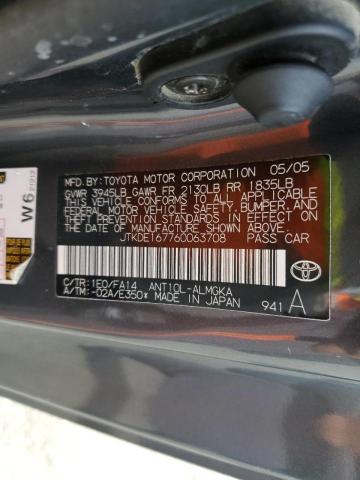 MFD. BY: TOYOTA MOTOR CORPORATION 05/05
GVWR 3945LB GAWR FR 2130LB RR 1835LB
THIS VEHICLE CONFORMS TO ALL APPLICABLE
FEDERAL MOTOR VEHICLE SAFETY, BUMPER, AND
THEFT PREVENTION STANDARDS IN EFFECT ON
THE DATE OF MANUFACTURE SHOWN ABOVE.
JTKDE167760063708 PASS CAR
C/TR: 1E0/FA14 ANT10L-ALMGKA
A/TM: -02A/E350* MADE IN JAPAN
941 A
W6